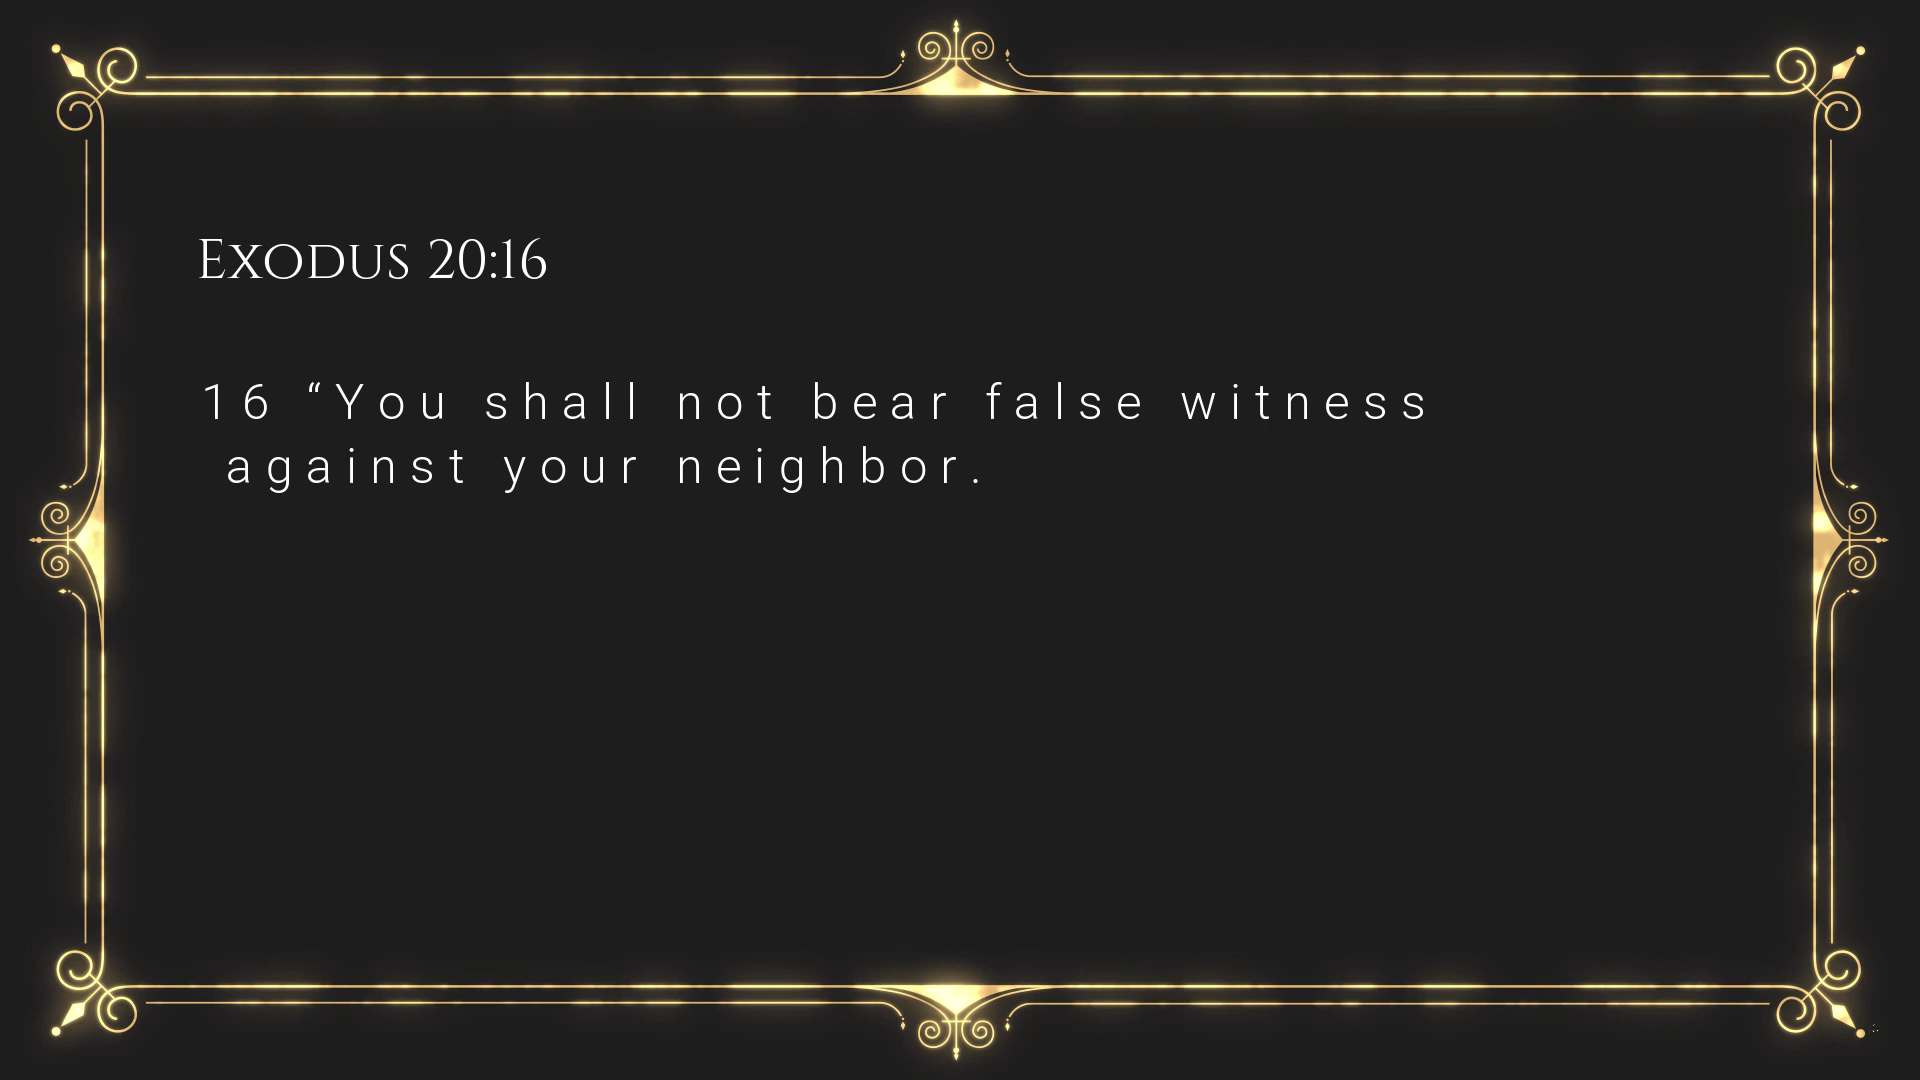 Exodus 20:16
16 “You shall not bear false witness
against your neighbor.